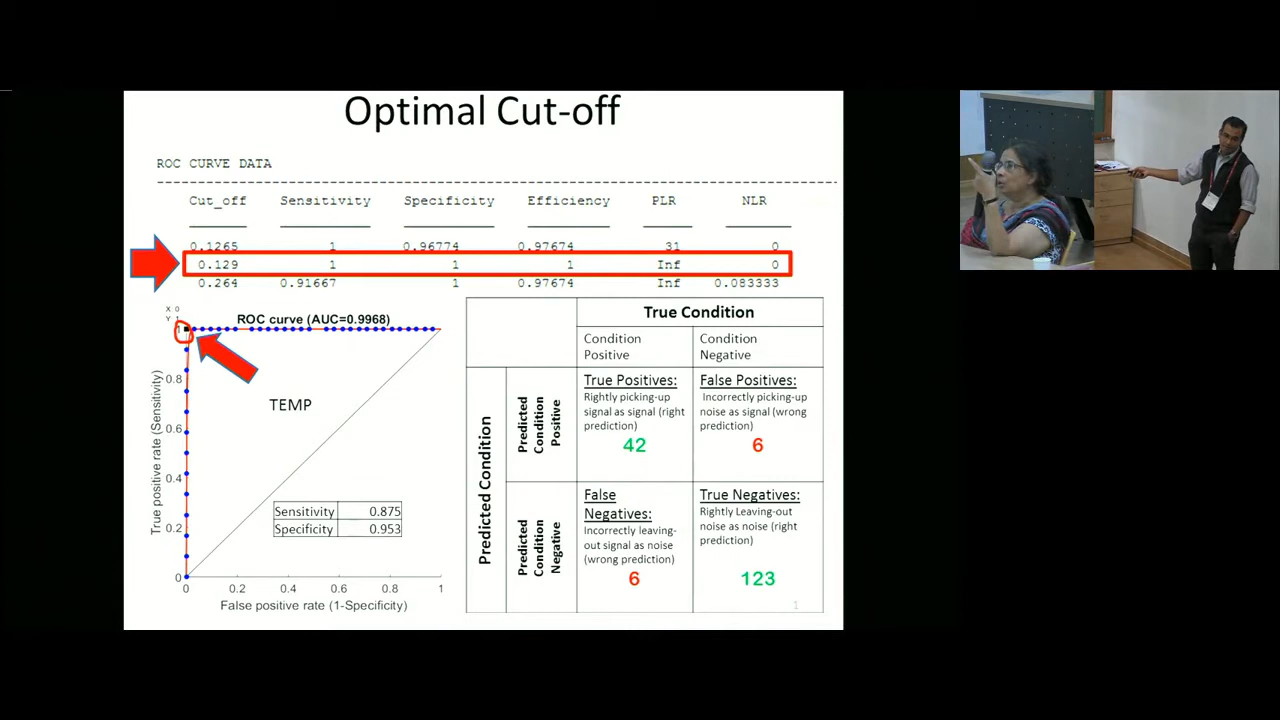 Optimal Cut-off
ROC CURVE DATA
Cut_off Sensitivity Specificity Efficiency PLR NLR
0.1265 1 0.96774 0.97674 31 0
0.129 1 1 1 Inf 0
0.264 0.91667 1 0.97674 Inf 0.083333
X 0
Y 1
ROC curve (AUC=0.9968)
1
0.8
0.6
0.4
0.2
0
TEMP
Sensitivity 0.875
Specificity 0.953
0 0.2 0.4 0.6 0.8 1
True positive rate (Sensitivity)
False positive rate (1-Specificity)
True Condition
Condition Positive
Condition Negative
Predicted Condition
Predicted Condition Positive
True Positives:
Rightly picking-up
signal as signal (right
prediction)
42
False Positives:
Incorrectly picking-up
noise as signal (wrong
prediction)
6
Predicted Condition Negative
False
Negatives:
Incorrectly leaving-
out signal as noise
(wrong prediction)
6
True Negatives:
Rightly Leaving-out
noise as noise (right
prediction)
123
1